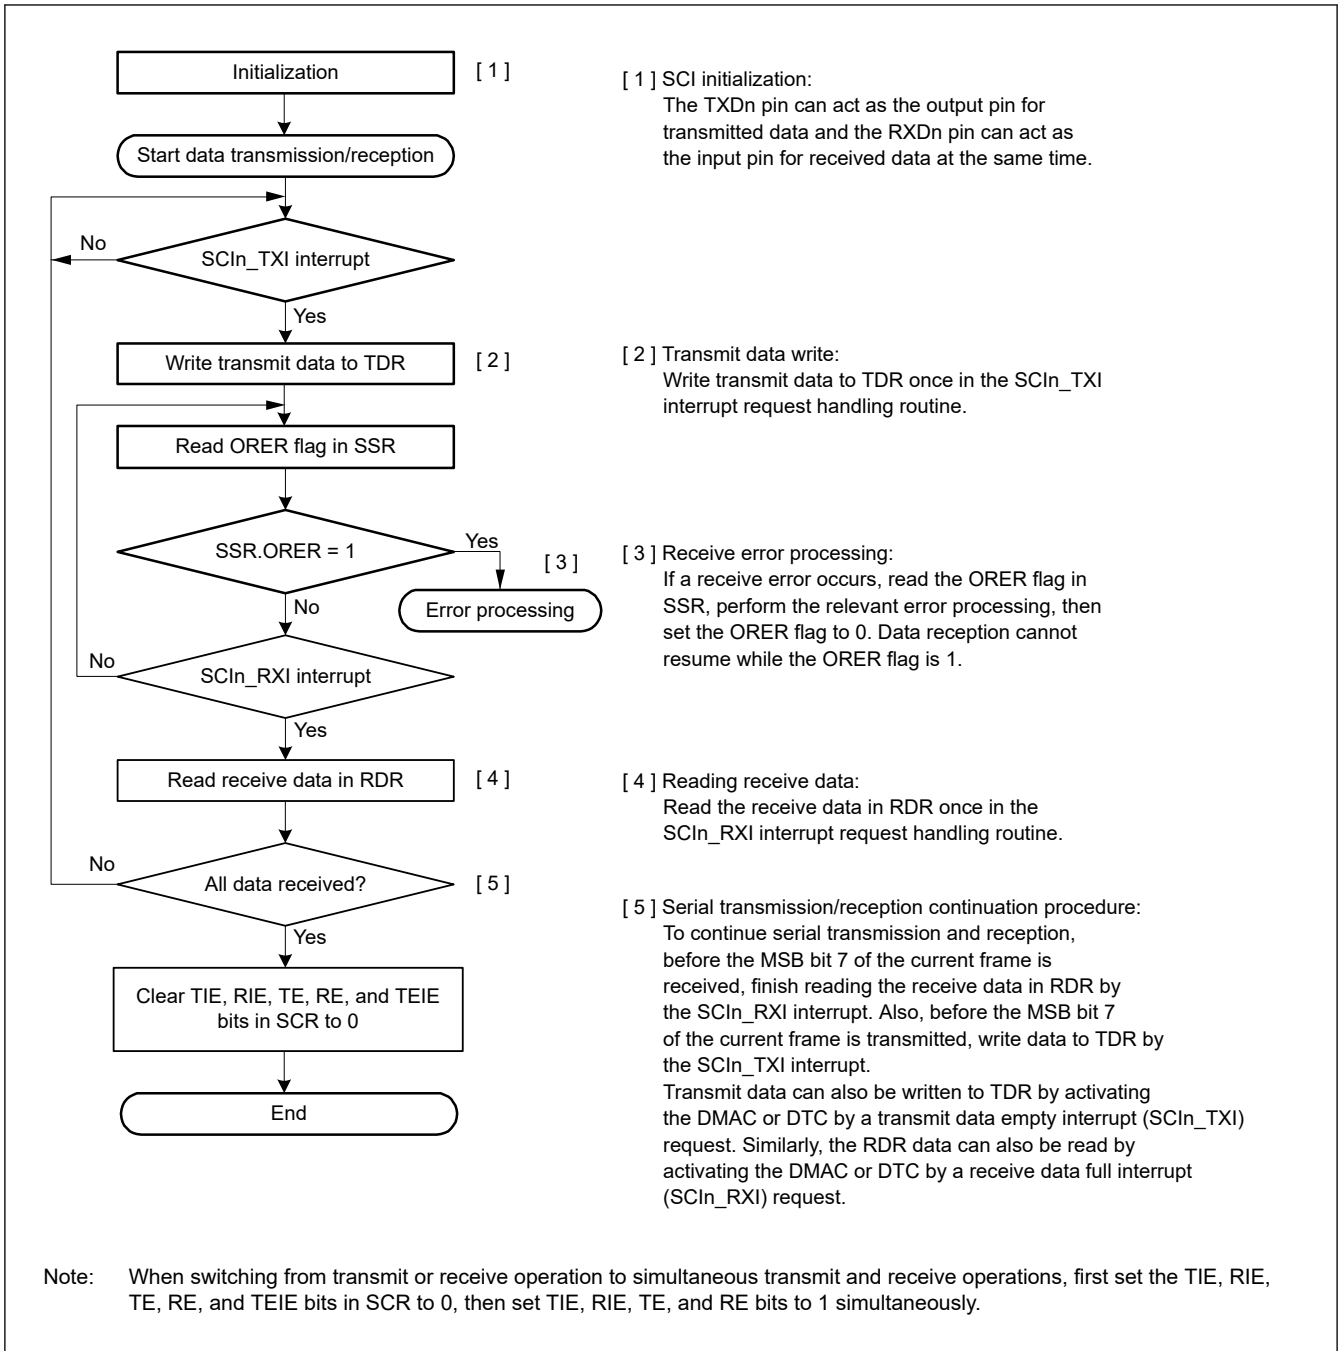 Initialization
[ 1 ]
Start data transmission/reception
No
SCIn_TXI interrupt
Yes
Write transmit data to TDR
[ 2 ]
Read ORER flag in SSR
SSR.ORER = 1
Yes
[ 3 ]
Error processing
No
No
SCIn_RXI interrupt
Yes
Read receive data in RDR
[ 4 ]
No
All data received?
[ 5 ]
Yes
Clear TIE, RIE, TE, RE, and TEIE
bits in SCR to 0
End
[ 1 ] SCI initialization:
The TXDn pin can act as the output pin for
transmitted data and the RXDn pin can act as
the input pin for received data at the same time.
[ 2 ] Transmit data write:
Write transmit data to TDR once in the SCIn_TXI
interrupt request handling routine.
[ 3 ] Receive error processing:
If a receive error occurs, read the ORER flag in
SSR, perform the relevant error processing, then
set the ORER flag to 0. Data reception cannot
resume while the ORER flag is 1.
[ 4 ] Reading receive data:
Read the receive data in RDR once in the
SCIn_RXI interrupt request handling routine.
[ 5 ] Serial transmission/reception continuation procedure:
To continue serial transmission and reception,
before the MSB bit 7 of the current frame is
received, finish reading the receive data in RDR by
the SCIn_RXI interrupt. Also, before the MSB bit 7
of the current frame is transmitted, write data to TDR by
the SCIn_TXI interrupt.
Transmit data can also be written to TDR by activating
the DMAC or DTC by a transmit data empty interrupt (SCIn_TXI)
request. Similarly, the RDR data can also be read by
activating the DMAC or DTC by a receive data full interrupt
(SCIn_RXI) request.
Note: When switching from transmit or receive operation to simultaneous transmit and receive operations, first set the TIE, RIE,
TE, RE, and TEIE bits in SCR to 0, then set TIE, RIE, TE, and RE bits to 1 simultaneously.